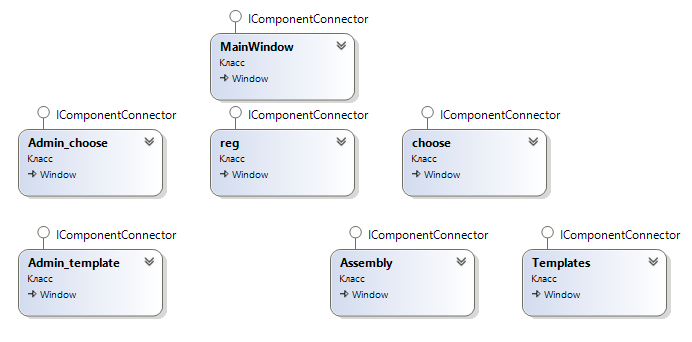 IComponentConnector
MainWindow
Класс
Window
IComponentConnector
IComponentConnector
IComponentConnector
Admin_choose
Класс
Window
reg
Класс
Window
choose
Класс
Window
IComponentConnector
IComponentConnector
IComponentConnector
Admin_template
Класс
Window
Assembly
Класс
Window
Templates
Класс
Window